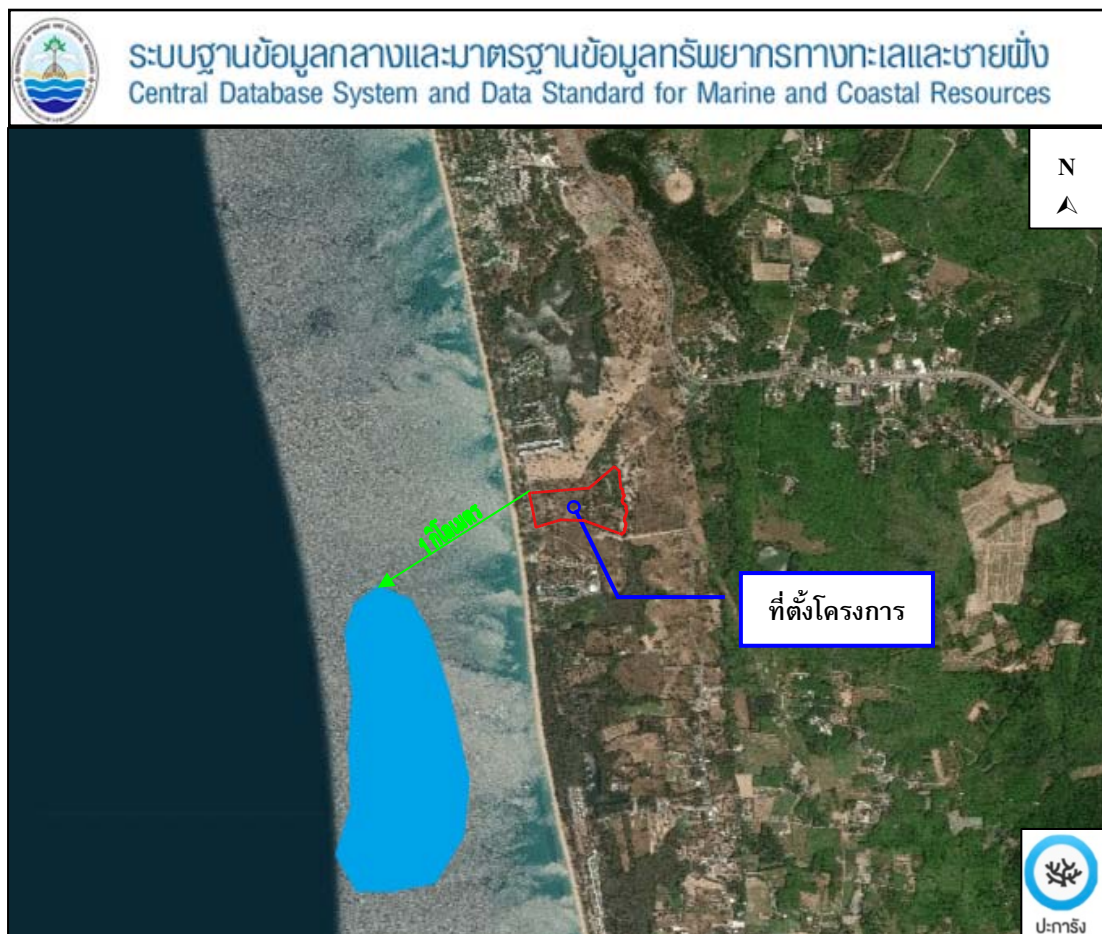 ระบบฐานข้อมูลกลางและมาตรฐานข้อมูลทรัพยากรทางทะเลและชายฝั่ง
Central Database System and Data Standard for Marine and Coastal Resources
N
ที่ตั้งโครงการ
ปะการัง